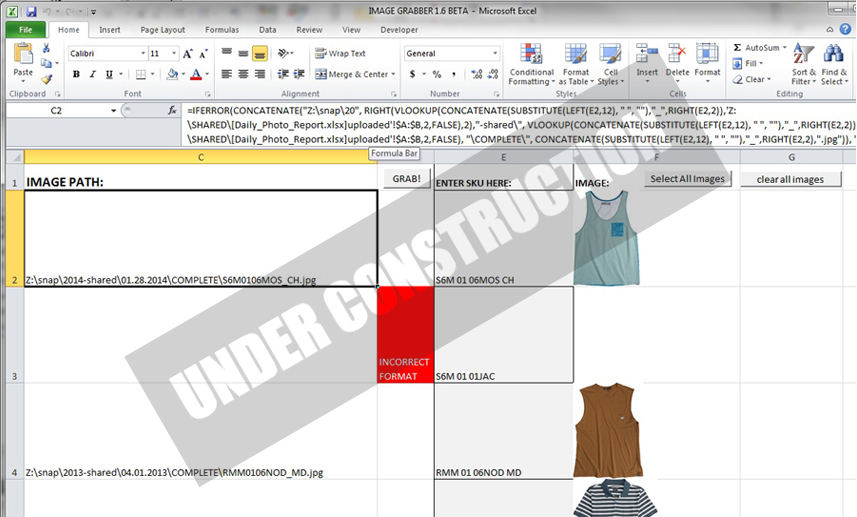 IMAGE GRABBER 1.6 BETA - Microsoft Excel
File Home Insert Page Layout Formulas Data Review View Developer
Paste
Calibri 11
B I U
Clipboard Font
Wrap Text
Merge & Center
Alignment
General
$ % ,
Number
Conditional Formatting
Format as Table
Cell Styles
Styles
Insert Delete Format
Cells
Σ AutoSum
Fill
Clear
Sort & Filter
Find & Select
Editing
C2 fx =IFERROR(CONCATENATE("Z:\snap\20", RIGHT(VLOOKUP(CONCATENATE(SUBSTITUTE(LEFT(E2,12), " ", ""),"_",RIGHT(E2,2)),'Z:
\SHARED\[Daily_Photo_Report.xlsx]uploaded'!$A:$B,2,FALSE),2),"-shared\", VLOOKUP(CONCATENATE(SUBSTITUTE(LEFT(E2,12), " ", ""),"_",RIGHT(E2,2))
\SHARED\[Daily_Photo_Report.xlsx]uploaded'!$A:$B,2,FALSE), "\COMPLETE\", CONCATENATE(SUBSTITUTE(LEFT(E2,12), " ", ""),"_",RIGHT(E2,2),".jpg")),
Formula Bar
C E F G
1 IMAGE PATH: GRAB! ENTER SKU HERE: IMAGE: Select All Images clear all images
2 Z:\snap\2014-shared\01.28.2014\COMPLETE\S6M0106MOS_CH.jpg S6M 01 06MOS CH
UNDER CONSTRUCTION
INCORRECT
3 FORMAT S6M 01 01JAC
4 Z:\snap\2013-shared\04.01.2013\COMPLETE\RMM0106NOD_MD.jpg RMM 01 06NOD MD